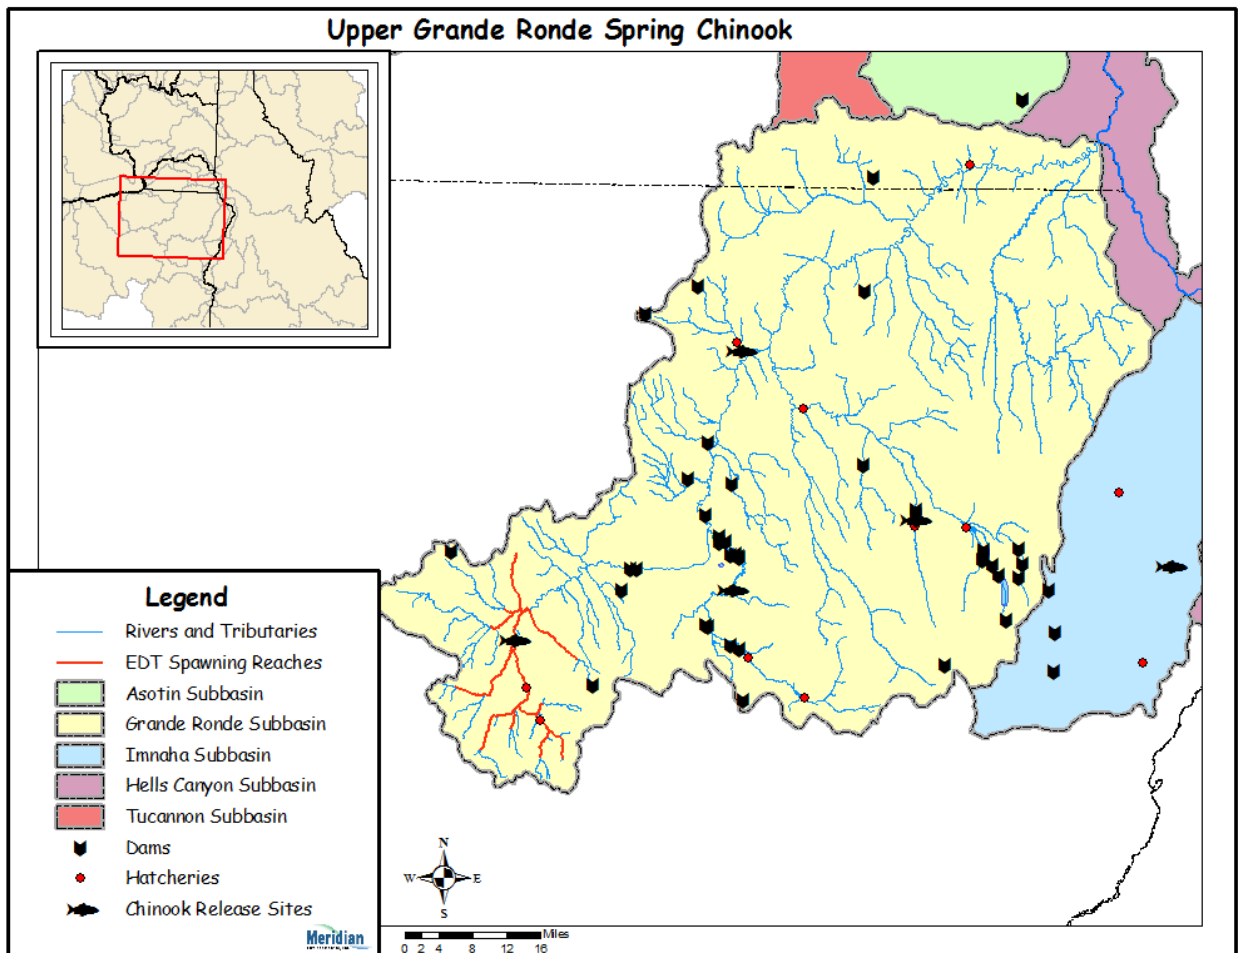 Upper Grande Ronde Spring Chinook
Legend
Rivers and Tributaries
EDT Spawning Reaches
Asotin Subbasin
Grande Ronde Subbasin
Imnaha Subbasin
Hells Canyon Subbasin
Tucannon Subbasin
Dams
Hatcheries
Chinook Release Sites
Meridian
N
W E
S
Miles
0 2 4 8 12 16